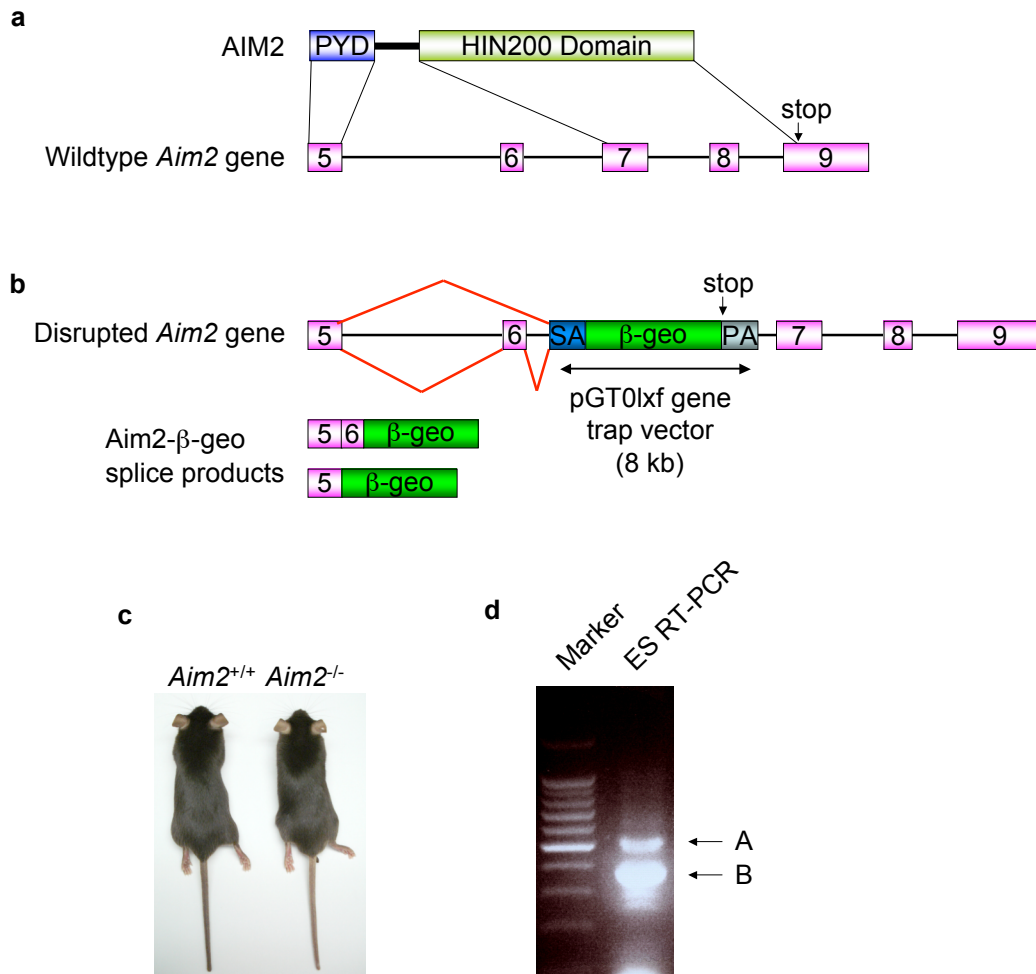 a
AIM2
PYD
HIN200 Domain
stop
Wildtype Aim2 gene
5
6
7
8
9
b
stop
Disrupted Aim2 gene
5
6
SA
β-geo
PA
7
8
9
pGT0lxf gene
trap vector
(8 kb)
Aim2-β-geo
splice products
5
6
β-geo
5
β-geo
c
Aim2+/+
Aim2-/-
d
Marker
ES RT-PCR
A
B